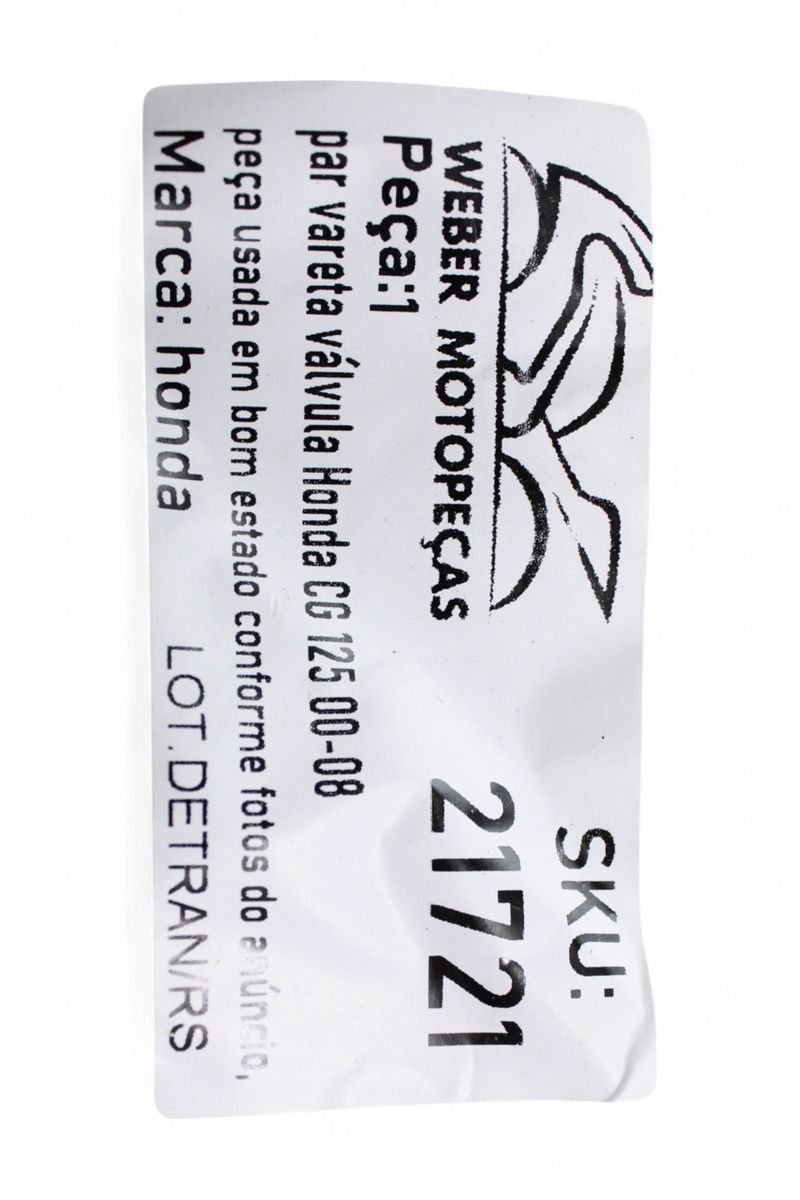 SKU:
21721
WEBER MOTOPEÇAS
Peça:1
par vareta válvula Honda CG 125 00-08
peça usada em bom estado conforme fotos do anúncio,
Marca: honda
LOT.DETRAN/RS